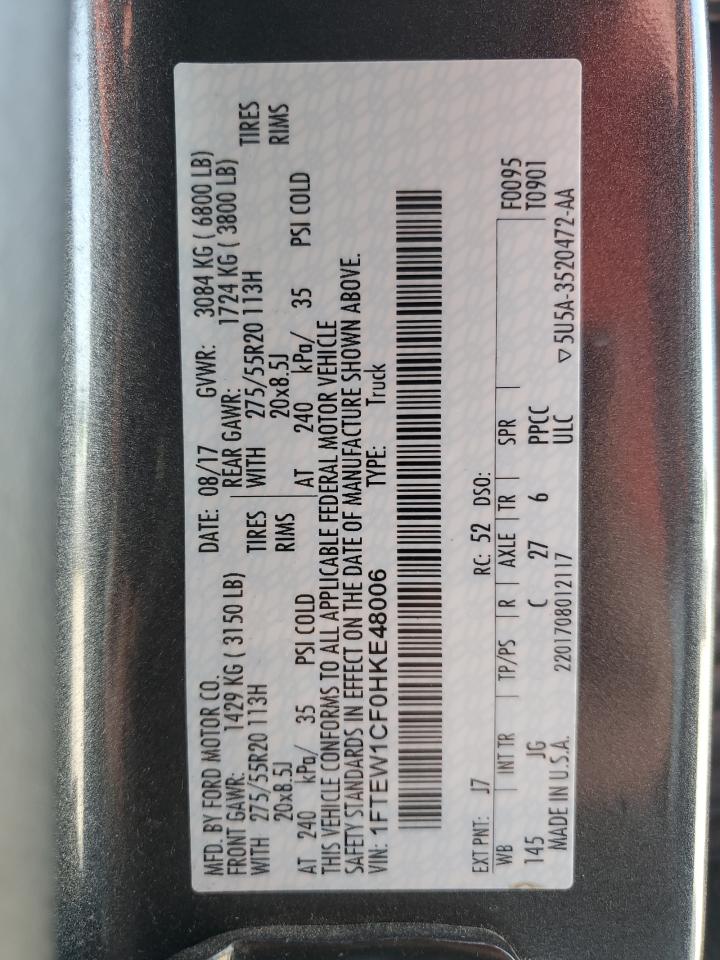 MFD. BY FORD MOTOR CO. DATE: 08/17 GVWR: 3084 KG ( 6800 LB)
FRONT GAWR: 1429 KG ( 3150 LB) REAR GAWR: 1724 KG ( 3800 LB)
WITH 275/55R20 113H TIRES WITH 275/55R20 113H TIRES
20x8.5J RIMS 20x8.5J RIMS
AT 240 kPa/ 35 PSI COLD AT 240 kPa/ 35 PSI COLD
THIS VEHICLE CONFORMS TO ALL APPLICABLE FEDERAL MOTOR VEHICLE
SAFETY STANDARDS IN EFFECT ON THE DATE OF MANUFACTURE SHOWN ABOVE.
VIN: 1FTEW1CF0HKE48006 TYPE: Truck
EXT PNT: J7 RC: 52 DSO:
WB INT TR TP/PS R AXLE TR SPR F0095
145 JG C 27 6 PPCC T0901
MADE IN U.S.A. 2201708012117 ULC ▽5U5A-3520472-AA